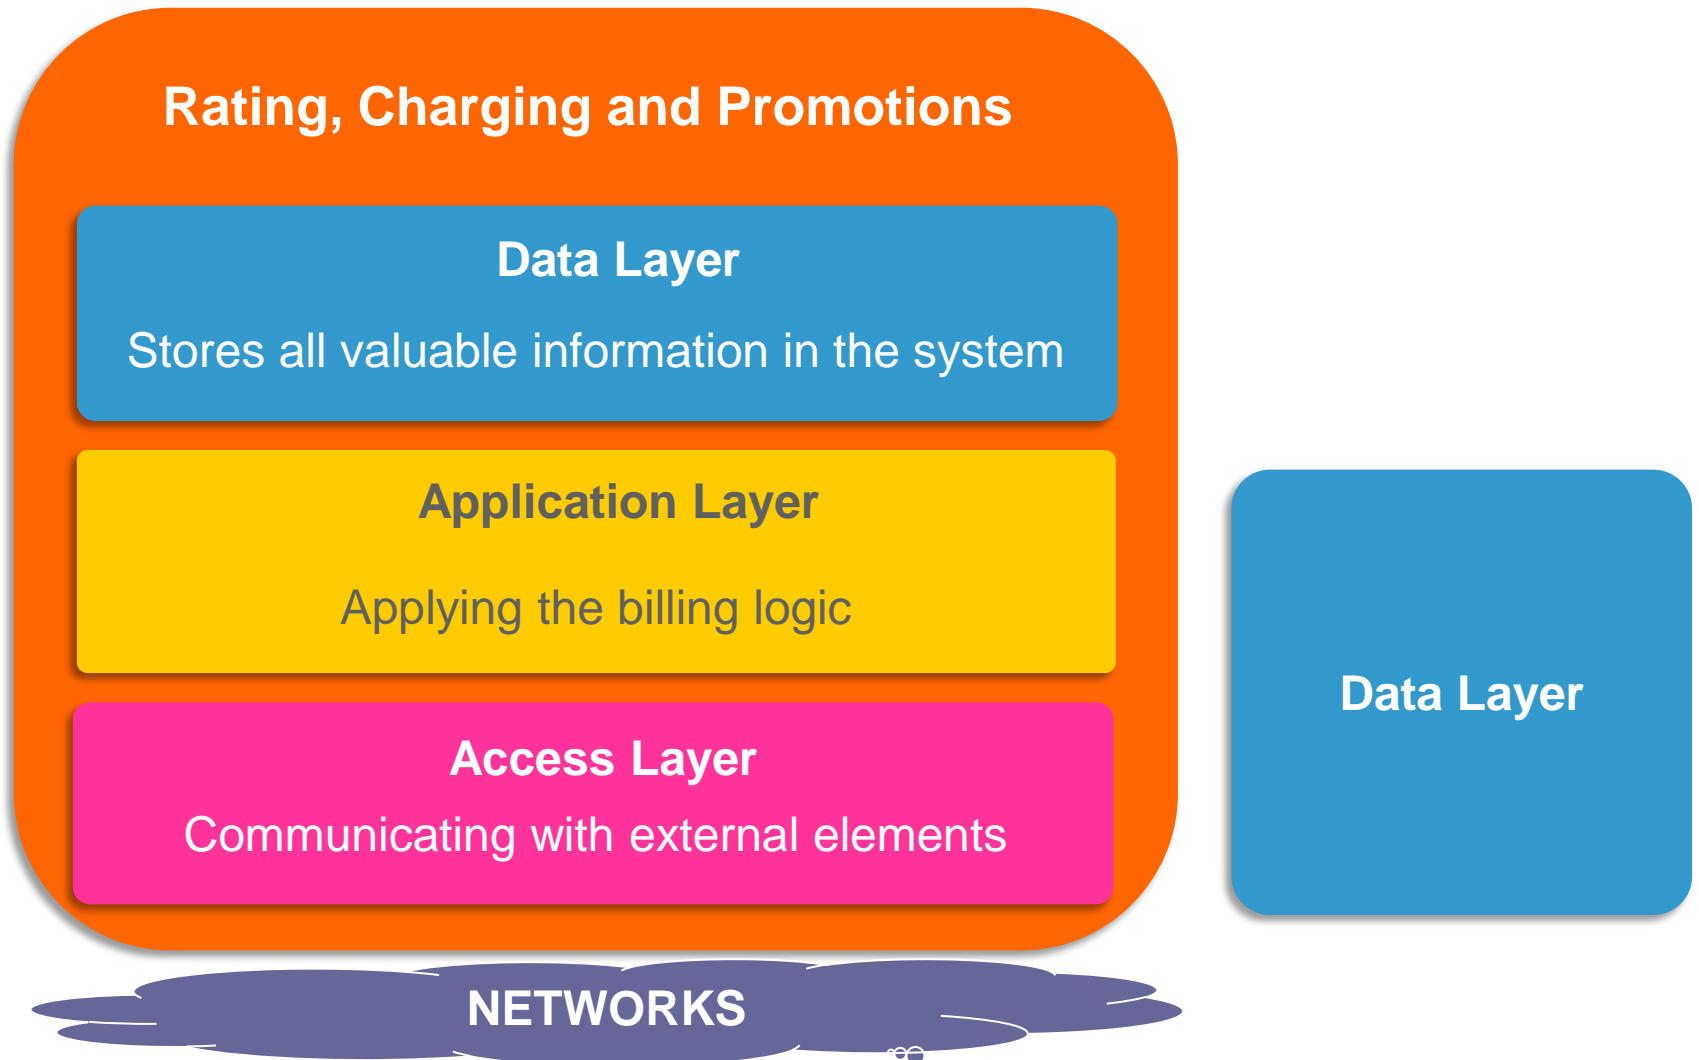 Rating, Charging and Promotions
Data Layer
Stores all valuable information in the system
Application Layer
Applying the billing logic
Access Layer
Communicating with external elements
Data Layer
NETWORKS